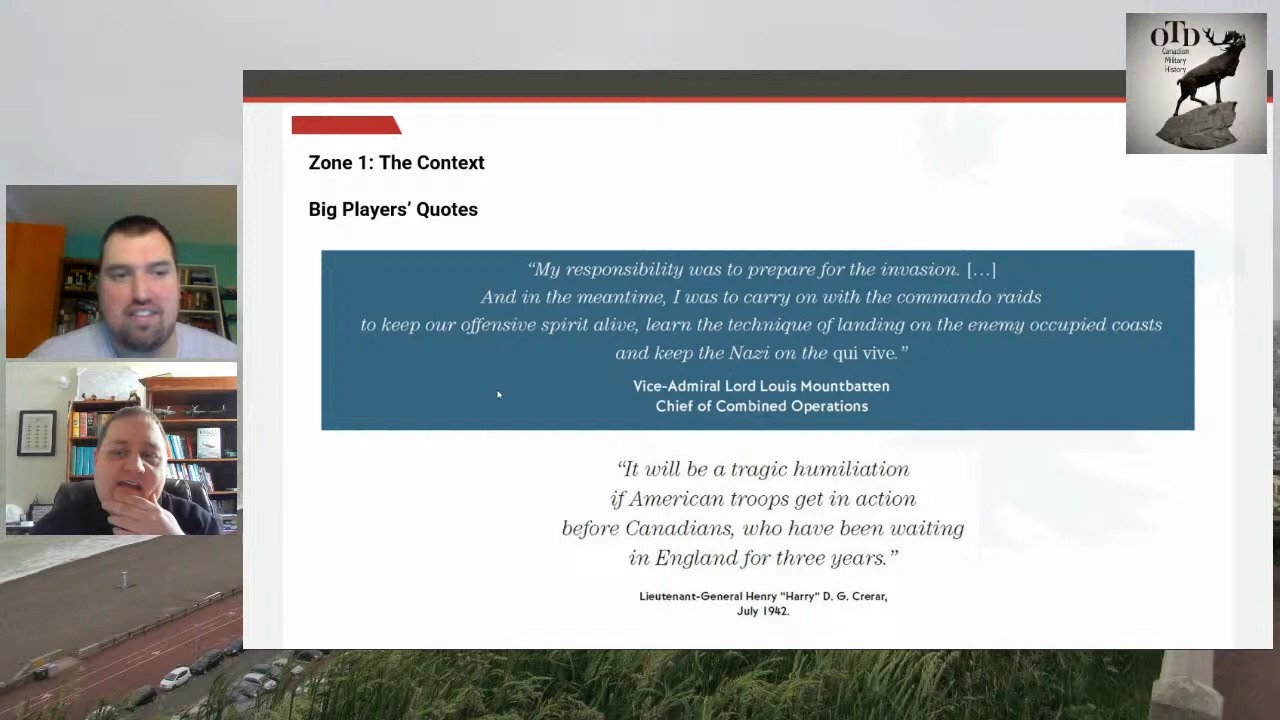 OTD
Canadian
Military
History
Zone 1: The Context
Big Players’ Quotes
“My responsibility was to prepare for the invasion. […]
And in the meantime, I was to carry on with the commando raids
to keep our offensive spirit alive, learn the technique of landing on the enemy occupied coasts
and keep the Nazi on the qui vive.”
Vice-Admiral Lord Louis Mountbatten
Chief of Combined Operations
“It will be a tragic humiliation
if American troops get in action
before Canadians, who have been waiting
in England for three years.”
Lieutenant-General Henry "Harry" D. G. Crerar,
July 1942.